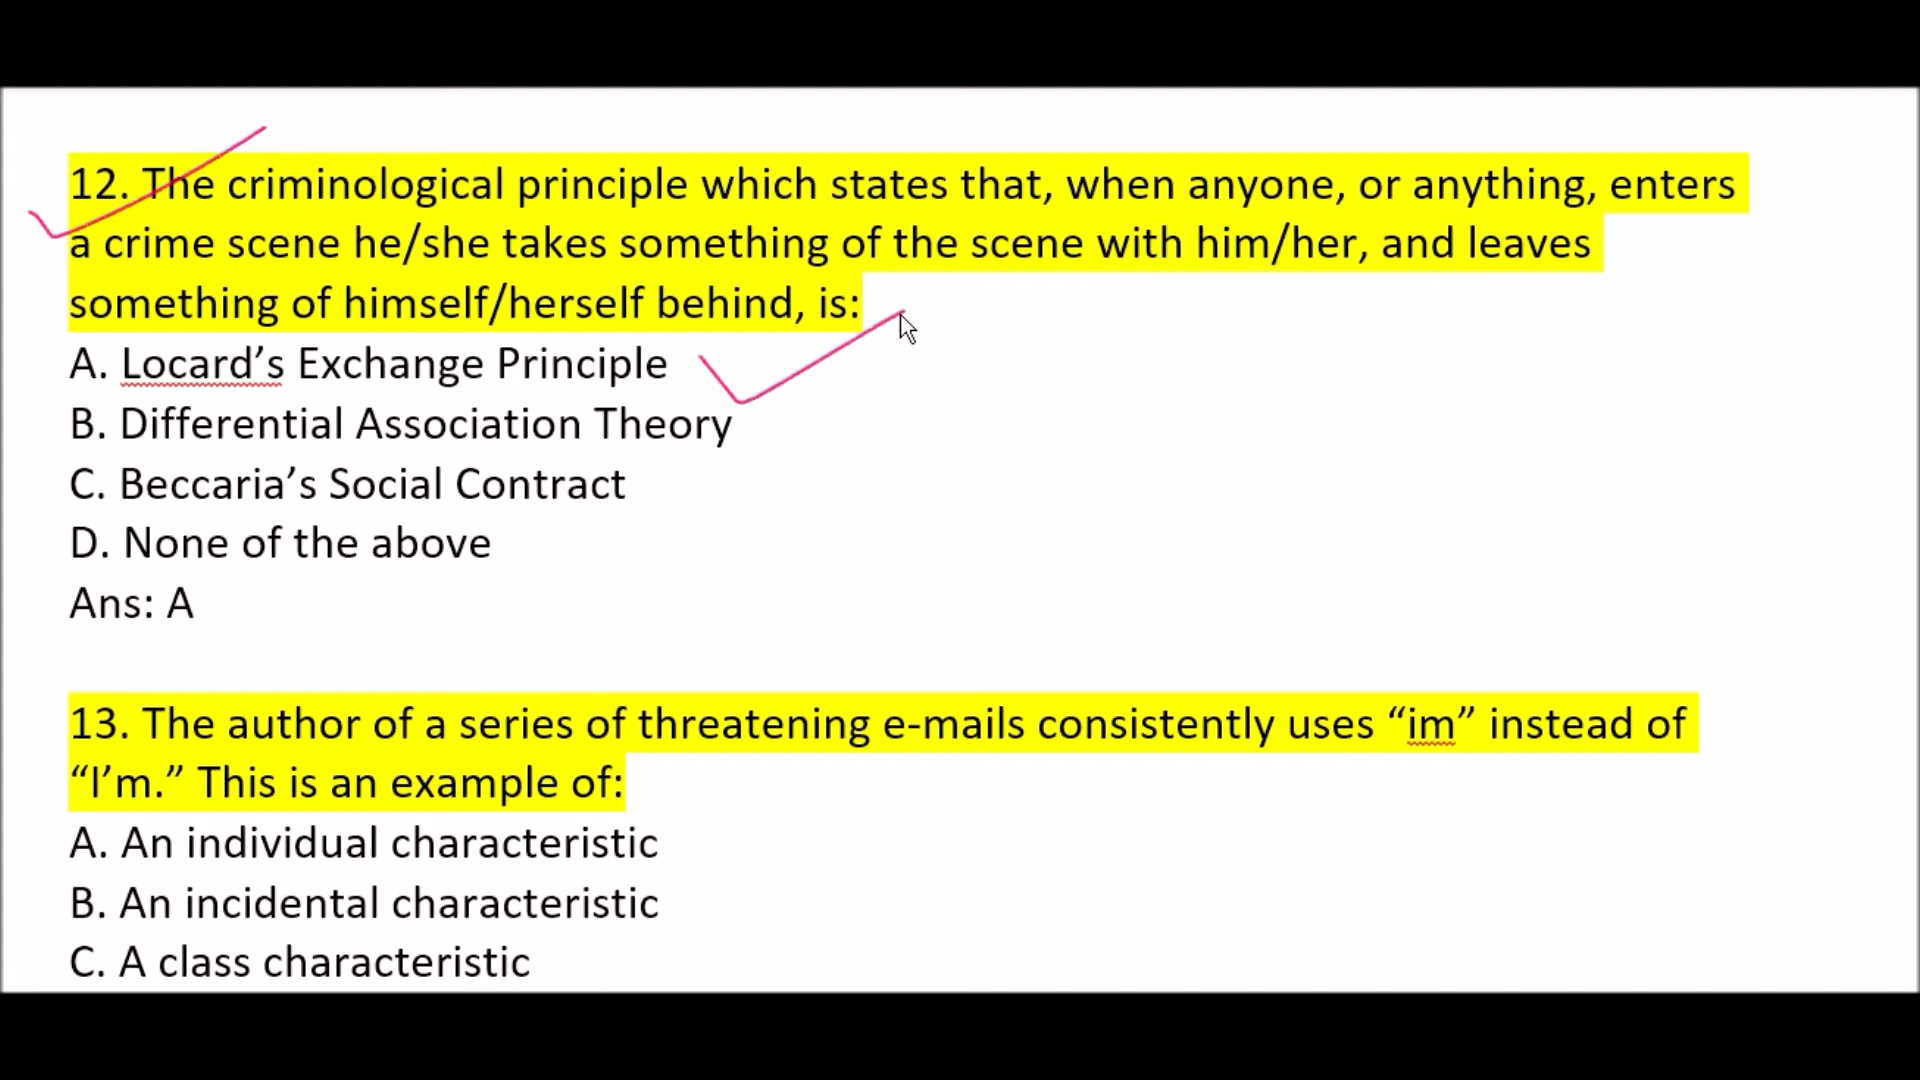 12. The criminological principle which states that, when anyone, or anything, enters
a crime scene he/she takes something of the scene with him/her, and leaves
something of himself/herself behind, is:
A. Locard’s Exchange Principle
B. Differential Association Theory
C. Beccaria’s Social Contract
D. None of the above
Ans: A
13. The author of a series of threatening e-mails consistently uses “im” instead of
“I’m.” This is an example of:
A. An individual characteristic
B. An incidental characteristic
C. A class characteristic